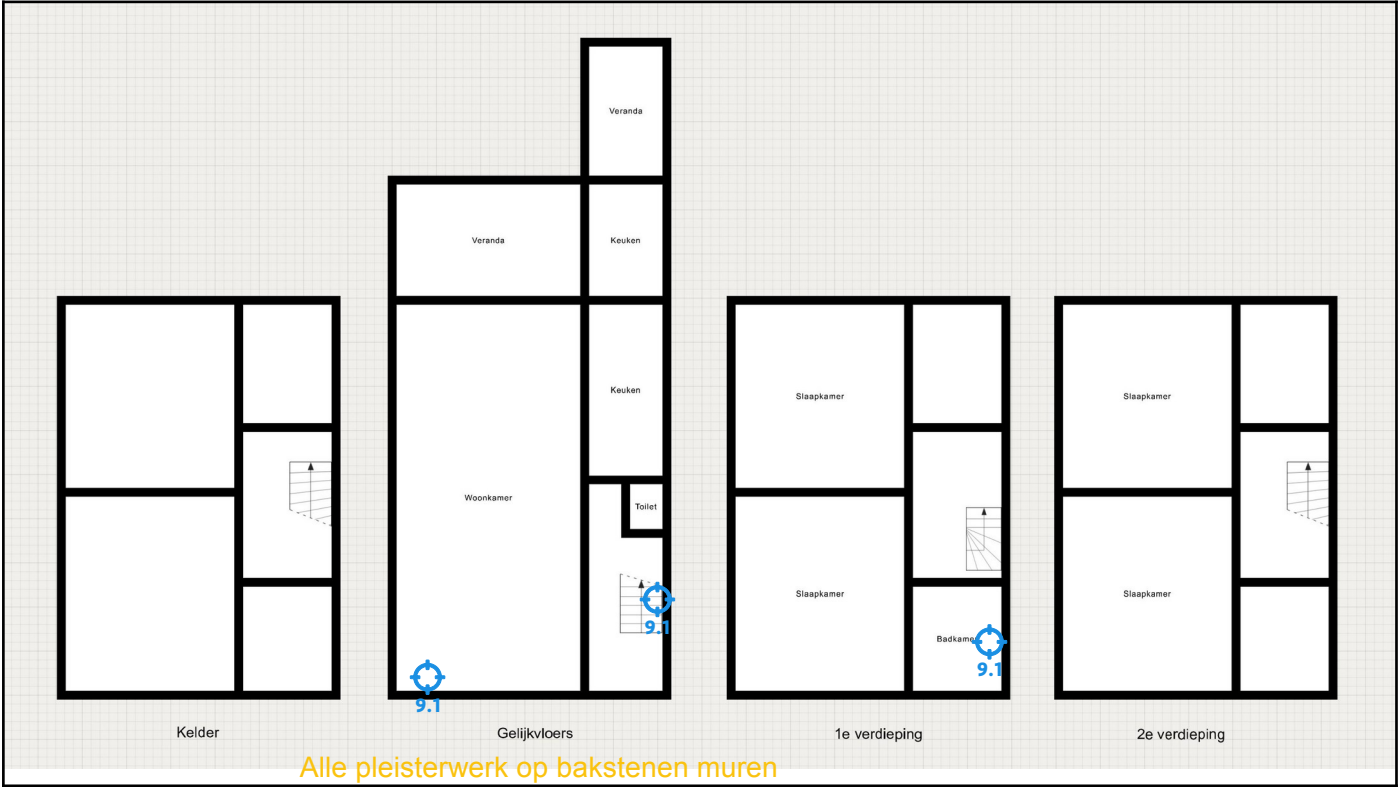 Veranda
Veranda
Keuken
Keuken
Slaapkamer
Slaapkamer
Woonkamer
Toilet
Slaapkamer
Slaapkamer
9.1
Badkamer
9.1
9.1
Kelder
Gelijkvloers
1e verdieping
2e verdieping
Alle pleisterwerk op bakstenen muren